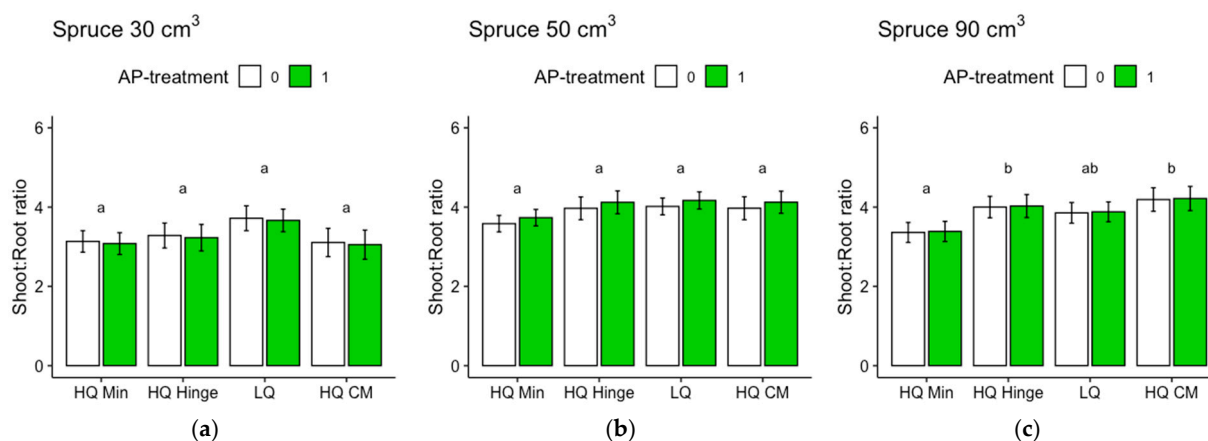 Spruce 30 cm³
AP-treatment 0 1
Shoot:Root ratio
6
4
2
0
a
a
a
a
HQ Min HQ Hinge LQ HQ CM
(a)
Spruce 50 cm³
AP-treatment 0 1
Shoot:Root ratio
6
4
2
0
a
a
a
a
HQ Min HQ Hinge LQ HQ CM
(b)
Spruce 90 cm³
AP-treatment 0 1
Shoot:Root ratio
6
4
2
0
a
b
ab
b
HQ Min HQ Hinge LQ HQ CM
(c)